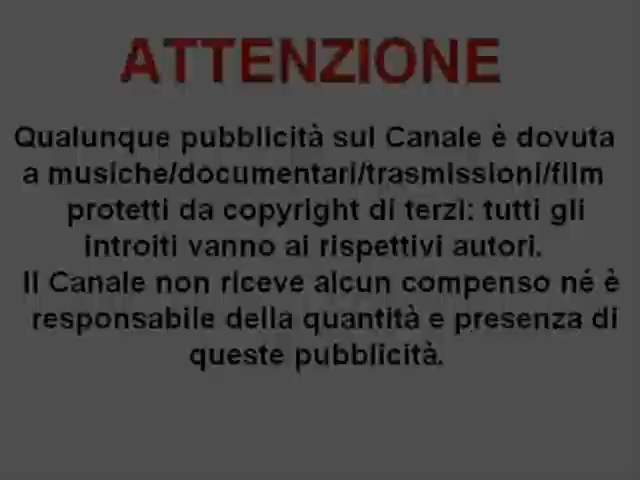 ATTENZIONE
Qualunque pubblicità sul Canale è dovuta
a musiche/documentari/trasmissioni/film
protetti da copyright di terzi: tutti gli
introiti vanno ai rispettivi autori.
Il Canale non riceve alcun compenso né è
responsabile della quantità e presenza di
queste pubblicità.